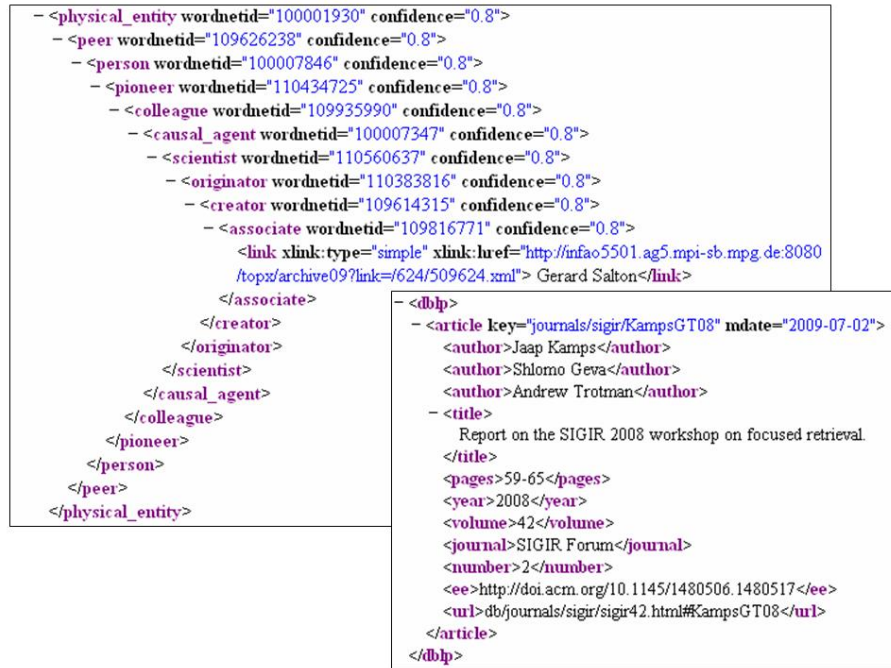 − <physical_entity wordnetid="100001930" confidence="0.8">
− <peer wordnetid="109626238" confidence="0.8">
− <person wordnetid="100007846" confidence="0.8">
− <pioneer wordnetid="110434725" confidence="0.8">
− <colleague wordnetid="109935990" confidence="0.8">
− <causal_agent wordnetid="100007347" confidence="0.8">
− <scientist wordnetid="110560637" confidence="0.8">
− <originator wordnetid="110383816" confidence="0.8">
− <creator wordnetid="109614315" confidence="0.8">
− <associate wordnetid="109816771" confidence="0.8">
<link xlink:type="simple" xlink:href="http://infao5501.ag5.mpi-sb.mpg.de:8080
/topx/archive09?link=/624/509624.xml"> Gerard Salton</link>
</associate>
</creator>
</originator>
</scientist>
</causal_agent>
</colleague>
</pioneer>
</person>
</peer>
</physical_entity>
− <dblp>
− <article key="journals/sigir/KampsGT08" mdate="2009-07-02">
<author>Jaap Kamps</author>
<author>Shlomo Geva</author>
<author>Andrew Trotman</author>
− <title>
Report on the SIGIR 2008 workshop on focused retrieval.
</title>
<pages>59-65</pages>
<year>2008</year>
<volume>42</volume>
<journal>SIGIR Forum</journal>
<number>2</number>
<ee>http://doi.acm.org/10.1145/1480506.1480517</ee>
<url>db/journals/sigir/sigir42.html#KampsGT08</url>
</article>
</dblp>